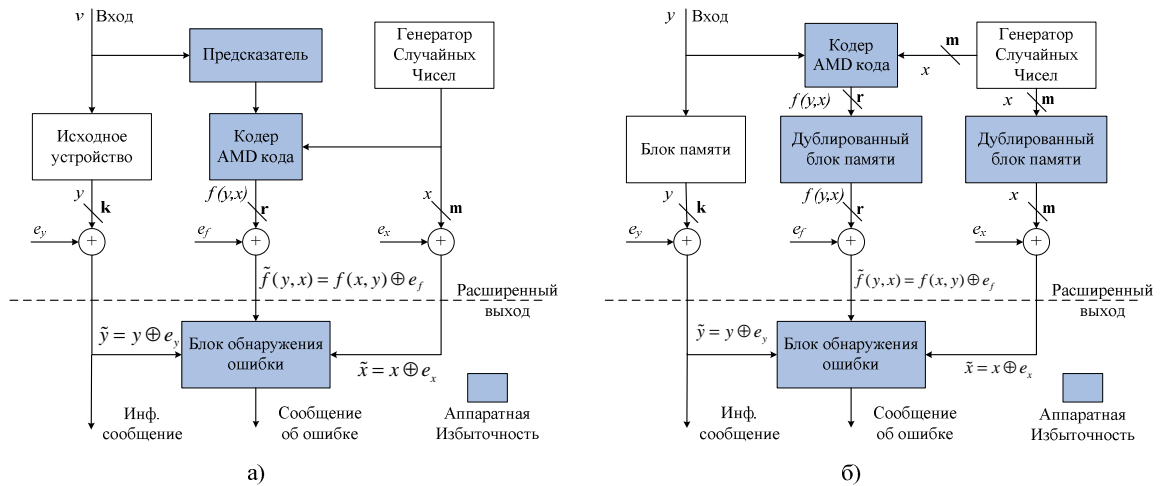 v Вход
Предсказатель
Генератор
Случайных
Чисел
Исходное
устройство
Кодер
AMD кода
y
k
f(y,x)
r
x
m
e_y
+
e_f
+
e_x
+
f̃(y, x) = f(x, y) ⊕ e_f
Расширенный
выход
ỹ = y ⊕ e_y
Блок обнаружения
ошибки
x̃ = x ⊕ e_x
Инф.
сообщение
Сообщение
об ошибке
Аппаратная
Избыточность
а)
y Вход
Кодер
AMD кода
m
x
Генератор
Случайных
Чисел
f(y,x)
r
x
m
Блок памяти
Дублированный
блок памяти
Дублированный
блок памяти
y
k
f(y,x)
r
x
m
e_y
+
e_f
+
e_x
+
f̃(y, x) = f(x, y) ⊕ e_f
Расширенный
выход
ỹ = y ⊕ e_y
Блок обнаружения
ошибки
x̃ = x ⊕ e_x
Инф.
сообщение
Сообщение
об ошибке
Аппаратная
Избыточность
б)